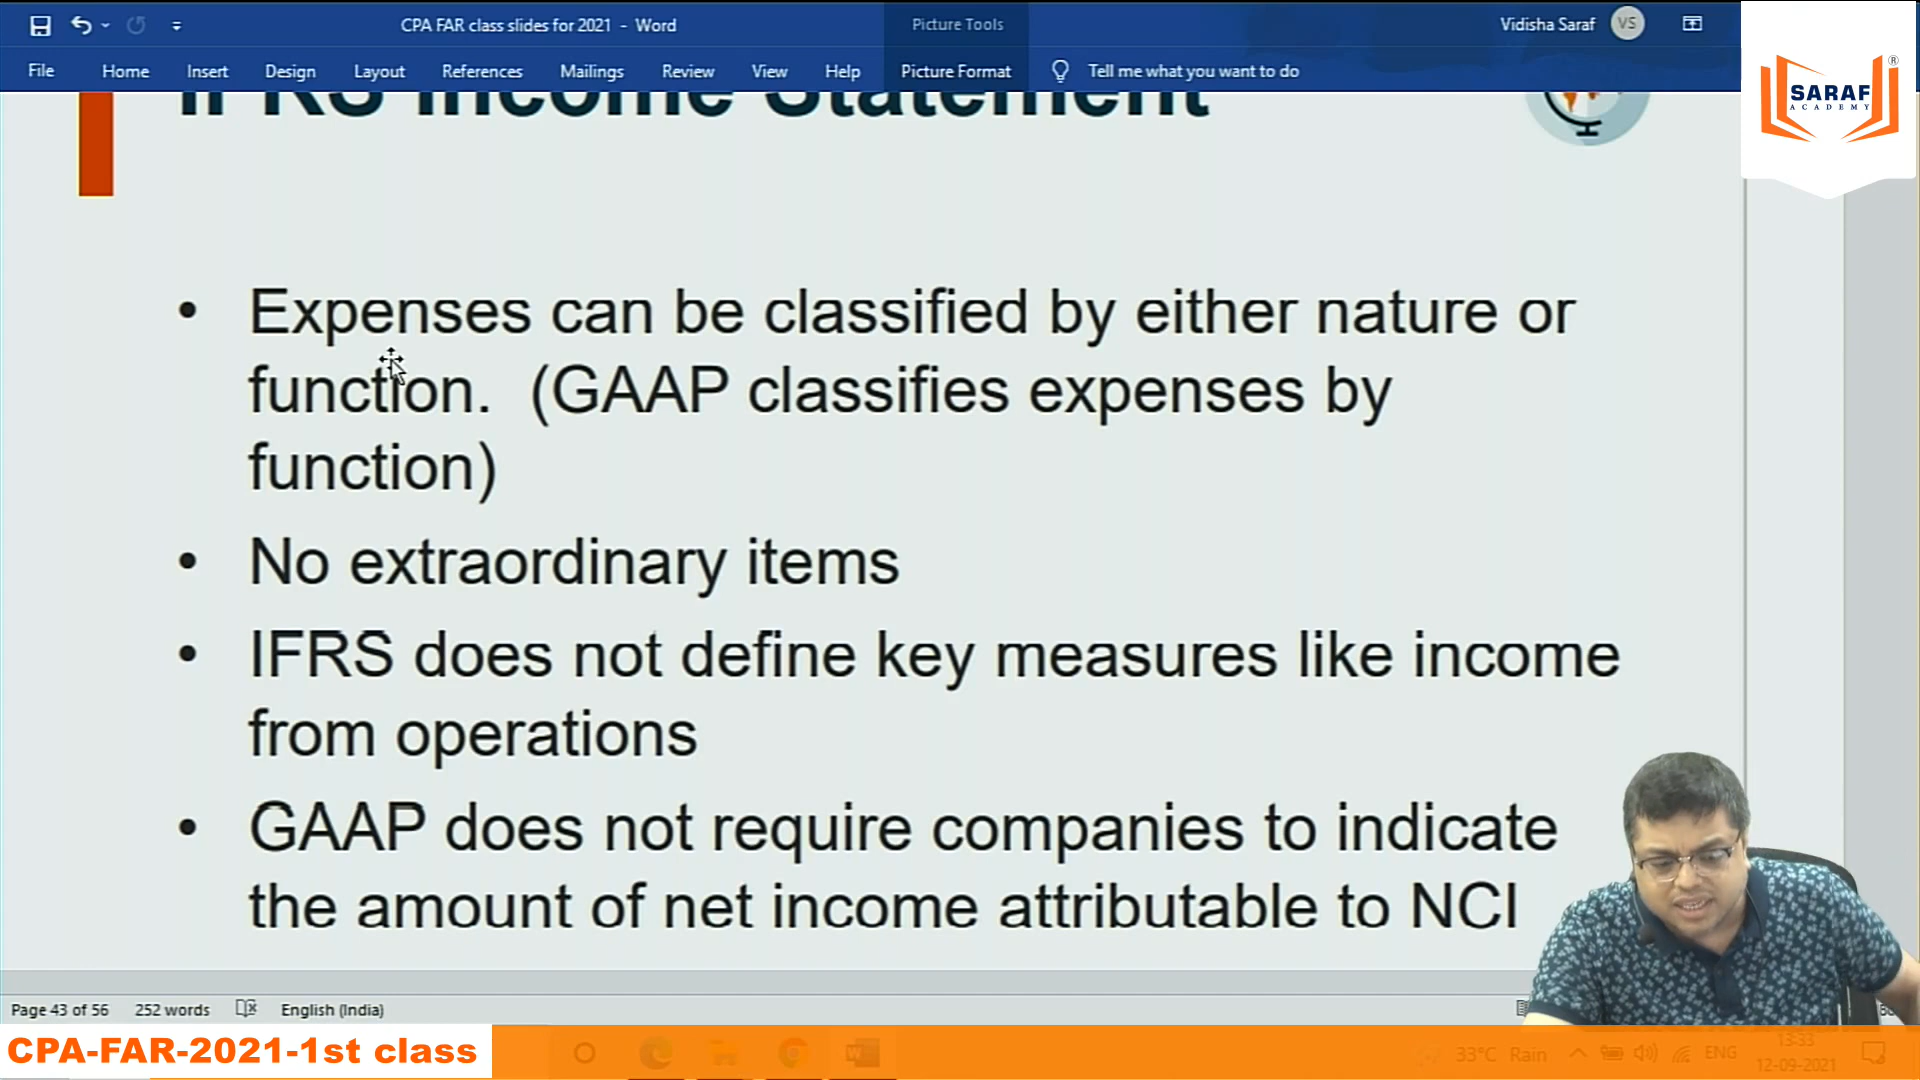 CPA FAR class slides for 2021 - Word
Picture Tools
Vidisha Saraf
VS
File
Home
Insert
Design
Layout
References
Mailings
Review
View
Help
Picture Format
Tell me what you want to do
SARAF
ACADEMY
®
IFRS Income Statement
• Expenses can be classified by either nature or
function. (GAAP classifies expenses by
function)
• No extraordinary items
• IFRS does not define key measures like income
from operations
• GAAP does not require companies to indicate
the amount of net income attributable to NCI
Page 43 of 56
252 words
English (India)
CPA-FAR-2021-1st class
33°C Rain
ENG
13:33
12-09-2021